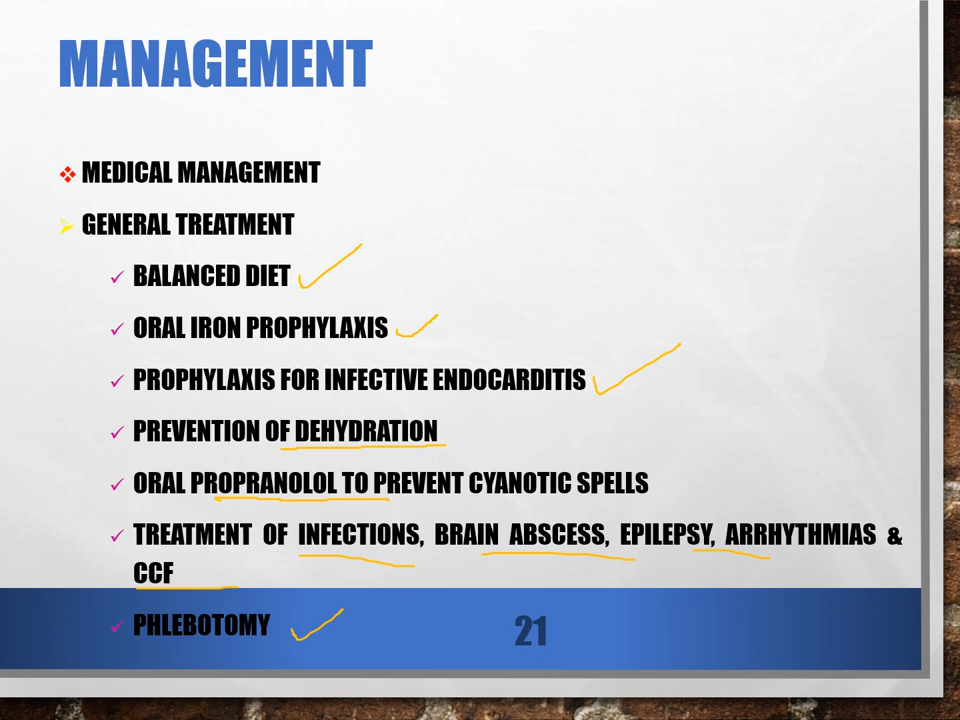 MANAGEMENT
MEDICAL MANAGEMENT
GENERAL TREATMENT
BALANCED DIET
ORAL IRON PROPHYLAXIS
PROPHYLAXIS FOR INFECTIVE ENDOCARDITIS
PREVENTION OF DEHYDRATION
ORAL PROPRANOLOL TO PREVENT CYANOTIC SPELLS
TREATMENT OF INFECTIONS, BRAIN ABSCESS, EPILEPSY, ARRHYTHMIAS &
CCF
PHLEBOTOMY
21